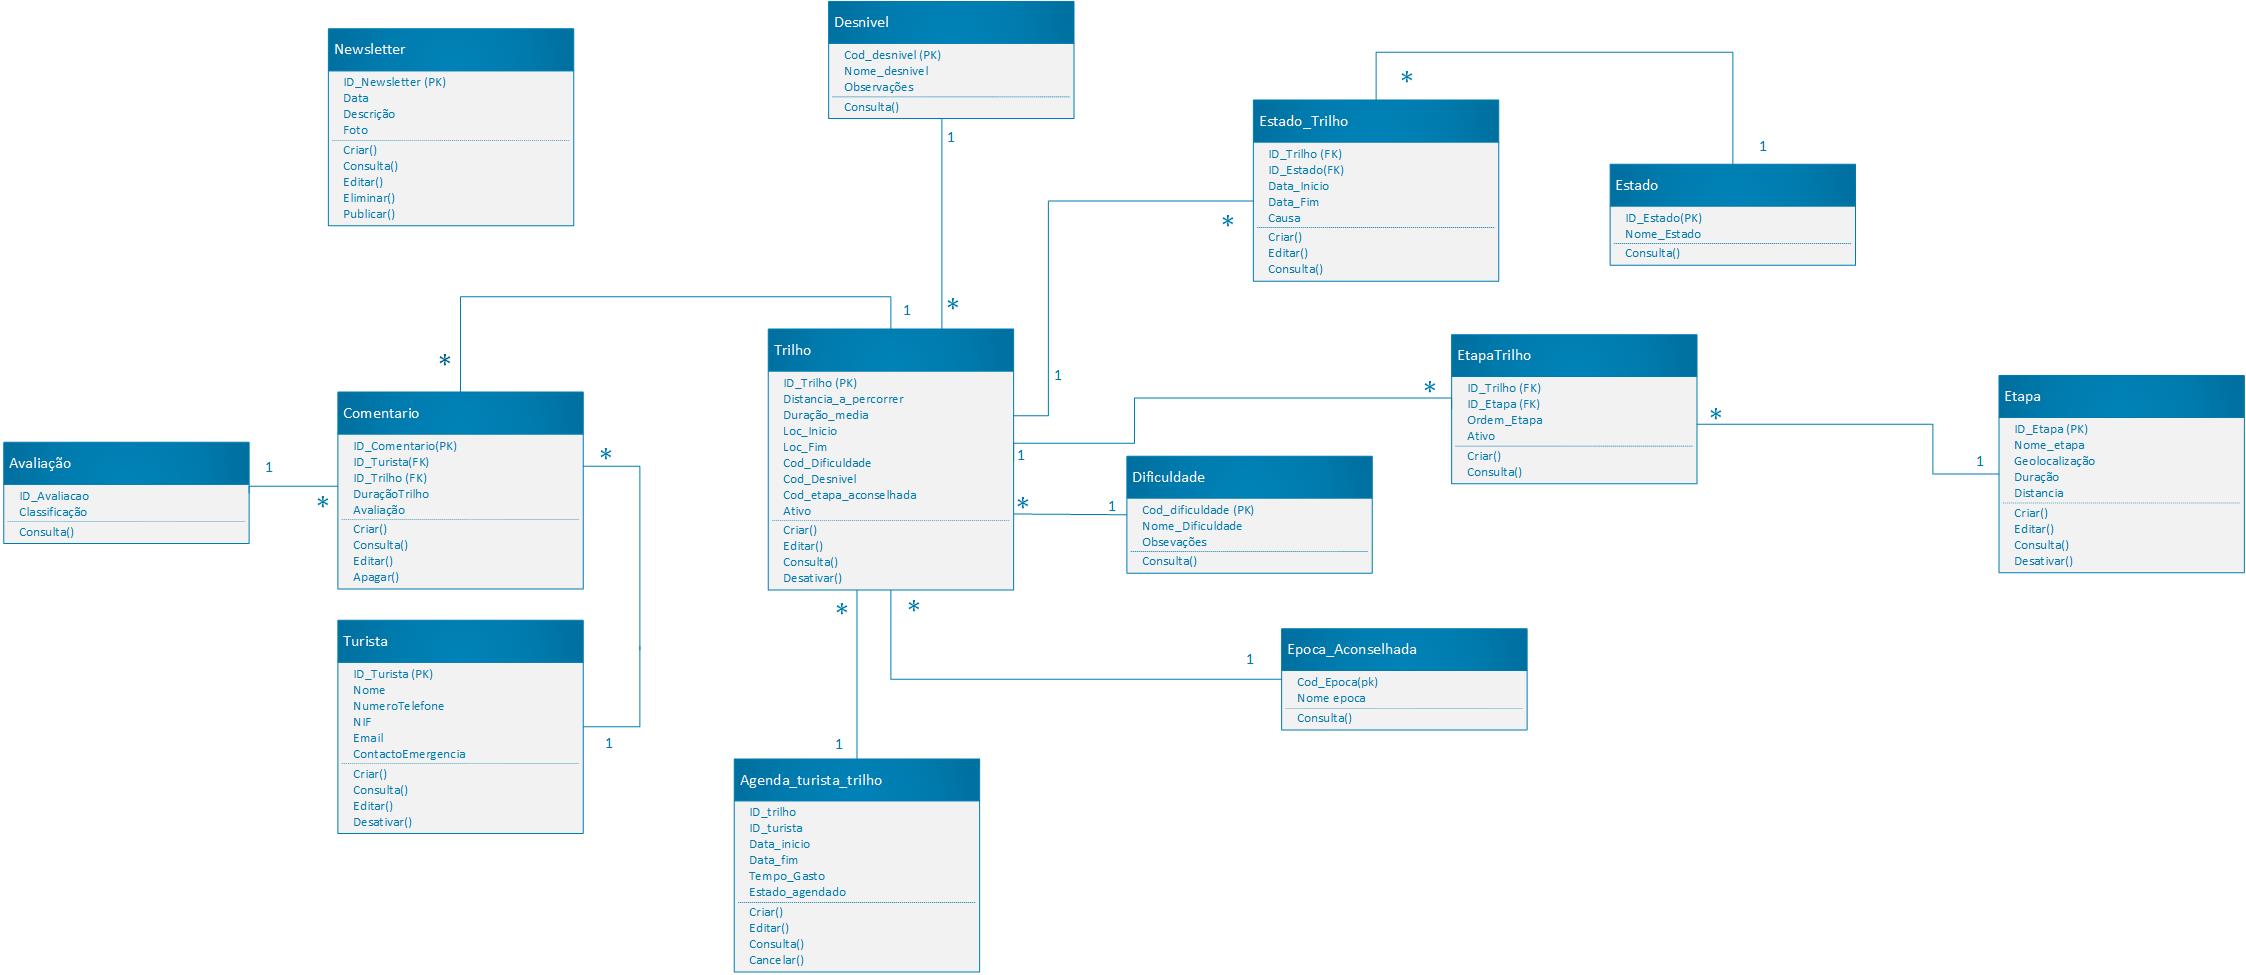 Newsletter
ID_Newsletter (PK)
Data
Descrição
Foto
Criar()
Consulta()
Editar()
Eliminar()
Publicar()
Desnivel
Cod_desnivel (PK)
Nome_desnivel
Observações
Consulta()
1
*
Estado_Trilho
ID_Trilho (FK)
ID_Estado(FK)
Data_Inicio
Data_Fim
Causa
Criar()
Editar()
Consulta()
*
*
1
Estado
ID_Estado(PK)
Nome_Estado
Consulta()
1
Trilho
ID_Trilho (PK)
Distancia_a_percorrer
Duração_media
Loc_Inicio
Loc_Fim
Cod_Dificuldade
Cod_Desnivel
Cod_etapa_aconselhada
Ativo
Criar()
Editar()
Consulta()
Desativar()
1
1
*
*
*
EtapaTrilho
ID_Trilho (FK)
ID_Etapa (FK)
Ordem_Etapa
Ativo
Criar()
Consulta()
*
*
1
Etapa
ID_Etapa (PK)
Nome_etapa
Geolocalização
Duração
Distancia
Criar()
Editar()
Consulta()
Desativar()
*
Comentario
ID_Comentario(PK)
ID_Turista(FK)
ID_Trilho (FK)
DuraçãoTrilho
Avaliação
Criar()
Consulta()
Editar()
Apagar()
*
Avaliação
ID_Avaliacao
Classificação
Consulta()
1
*
1
Dificuldade
Cod_dificuldade (PK)
Nome_Dificuldade
Obsevações
Consulta()
Turista
ID_Turista (PK)
Nome
NumeroTelefone
NIF
Email
ContactoEmergencia
Criar()
Consulta()
Editar()
Desativar()
1
1
Epoca_Aconselhada
Cod_Epoca(pk)
Nome epoca
Consulta()
1
Agenda_turista_trilho
ID_trilho
ID_turista
Data_inicio
Data_fim
Tempo_Gasto
Estado_agendado
Criar()
Editar()
Consulta()
Cancelar()